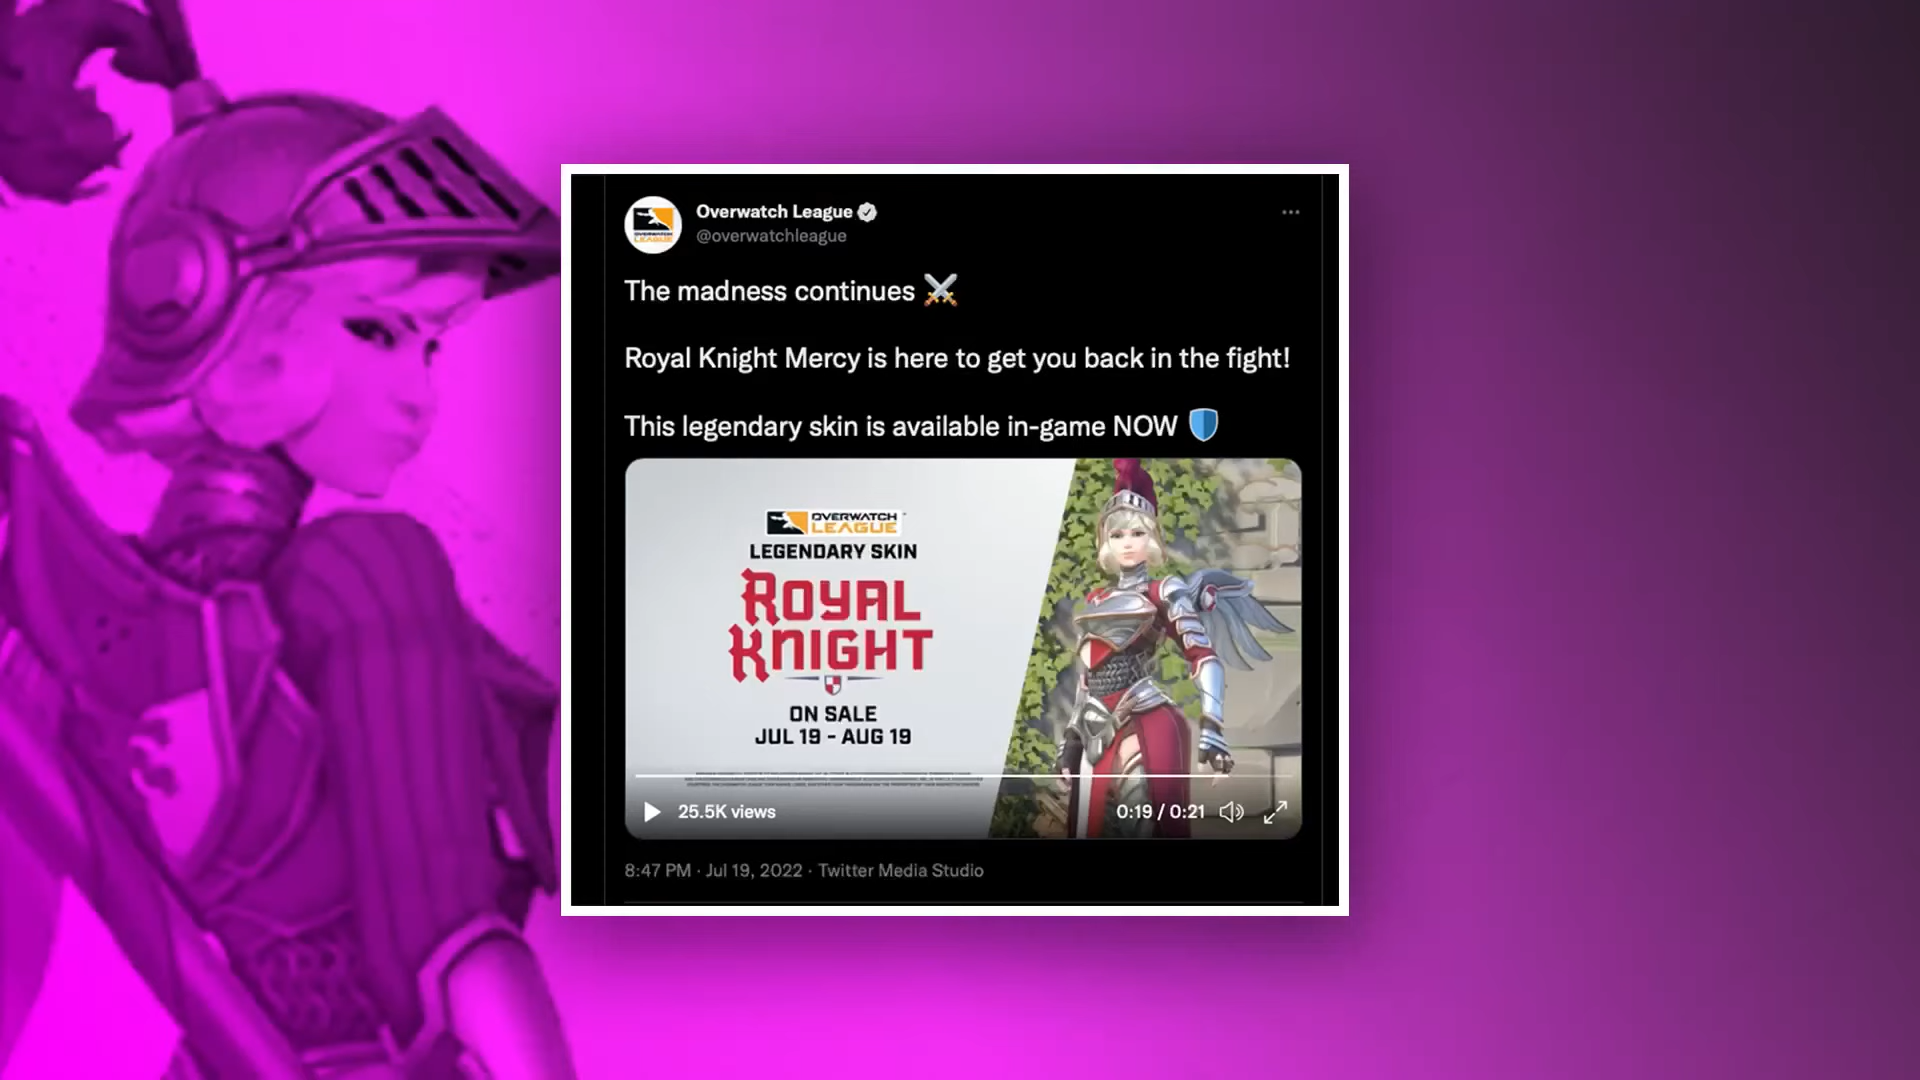 Overwatch League
@overwatchleague
The madness continues ⚔️
Royal Knight Mercy is here to get you back in the fight!
This legendary skin is available in-game NOW 🛡️
OVERWATCH
LEAGUE
LEGENDARY SKIN
ROYAL
KNIGHT
ON SALE
JUL 19 - AUG 19
25.5K views
0:19 / 0:21
8:47 PM · Jul 19, 2022 · Twitter Media Studio